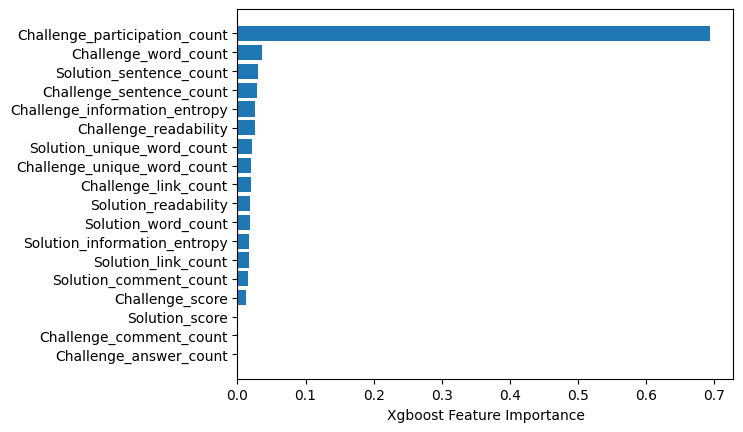 Challenge_participation_count
Challenge_word_count
Solution_sentence_count
Challenge_sentence_count
Challenge_information_entropy
Challenge_readability
Solution_unique_word_count
Challenge_unique_word_count
Challenge_link_count
Solution_readability
Solution_word_count
Solution_information_entropy
Solution_link_count
Solution_comment_count
Challenge_score
Solution_score
Challenge_comment_count
Challenge_answer_count
0.0 0.1 0.2 0.3 0.4 0.5 0.6 0.7
Xgboost Feature Importance